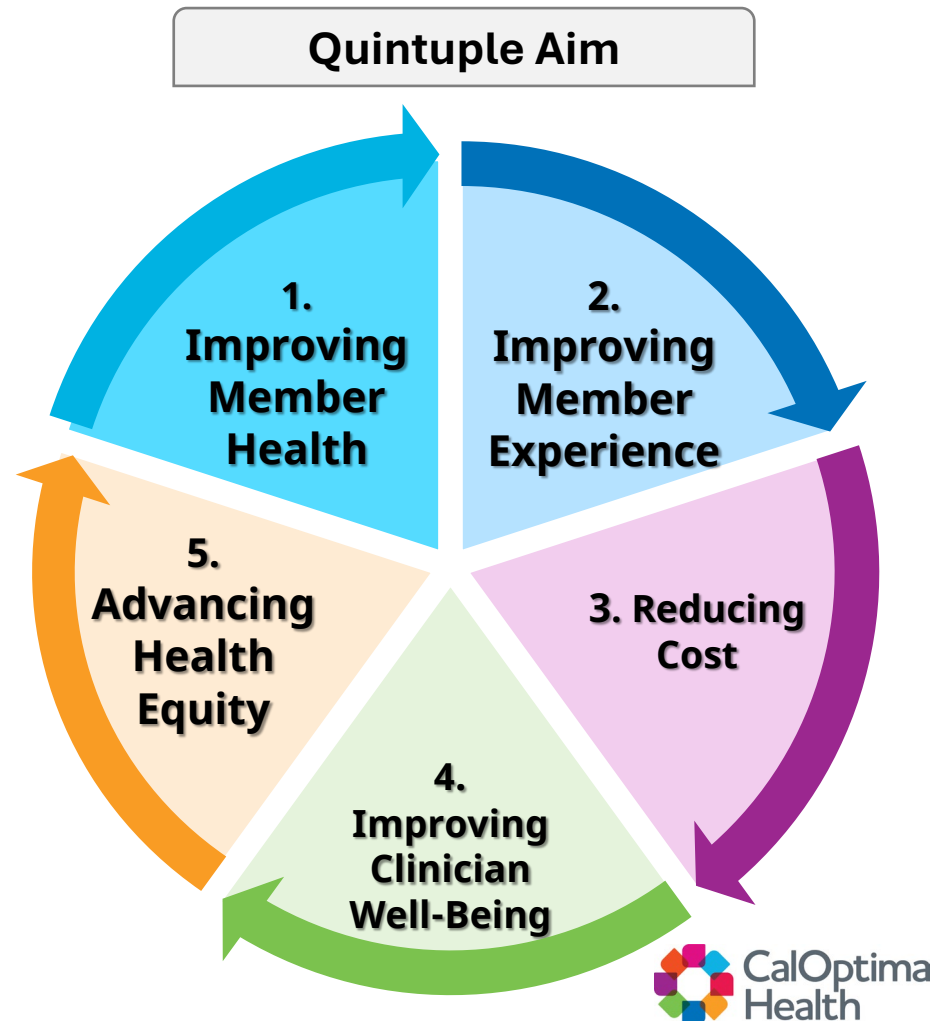 Quintuple Aim
1.
Improving
Member
Health
2.
Improving
Member
Experience
3. Reducing
Cost
4.
Improving
Clinician
Well-Being
5.
Advancing
Health
Equity
CalOptima
Health